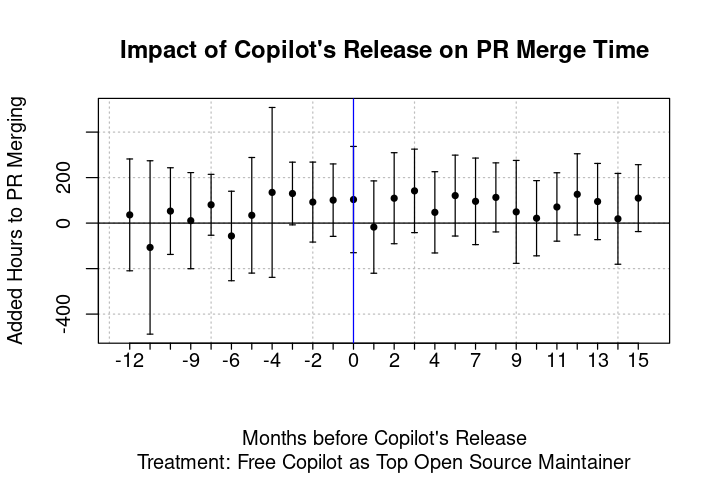 Impact of Copilot's Release on PR Merge Time
Added Hours to PR Merging
200
0
-400
-12 -9 -6 -4 -2 0 2 4 7 9 11 13 15
Months before Copilot's Release
Treatment: Free Copilot as Top Open Source Maintainer